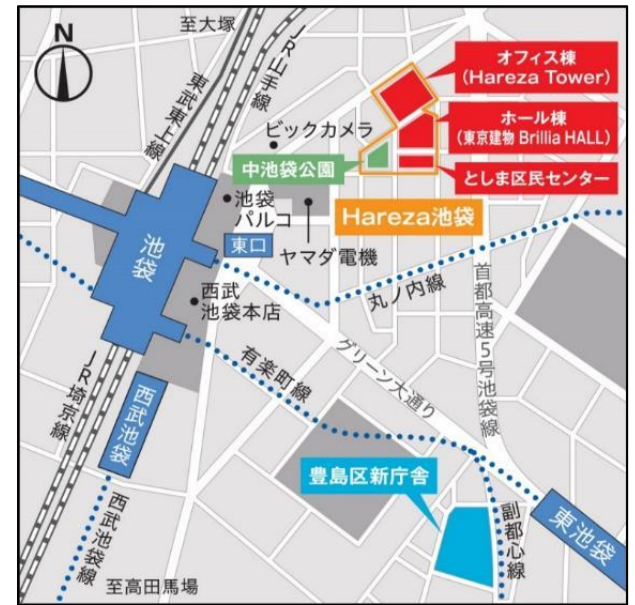 N
至大塚
JR山手線
東武東上線
オフィス棟
(Hareza Tower)
ビックカメラ
ホール棟
(東京建物 Brillia HALL)
中池袋公園
としま区民センター
池袋
パルコ
Hareza池袋
東口
ヤマダ電機
池袋
西武
池袋本店
丸ノ内線
首都高速5号池袋線
グリーン大通り
有楽町線
JR埼京線
西武池袋
豊島区新庁舎
副都心線
東池袋
西武池袋線
至高田馬場